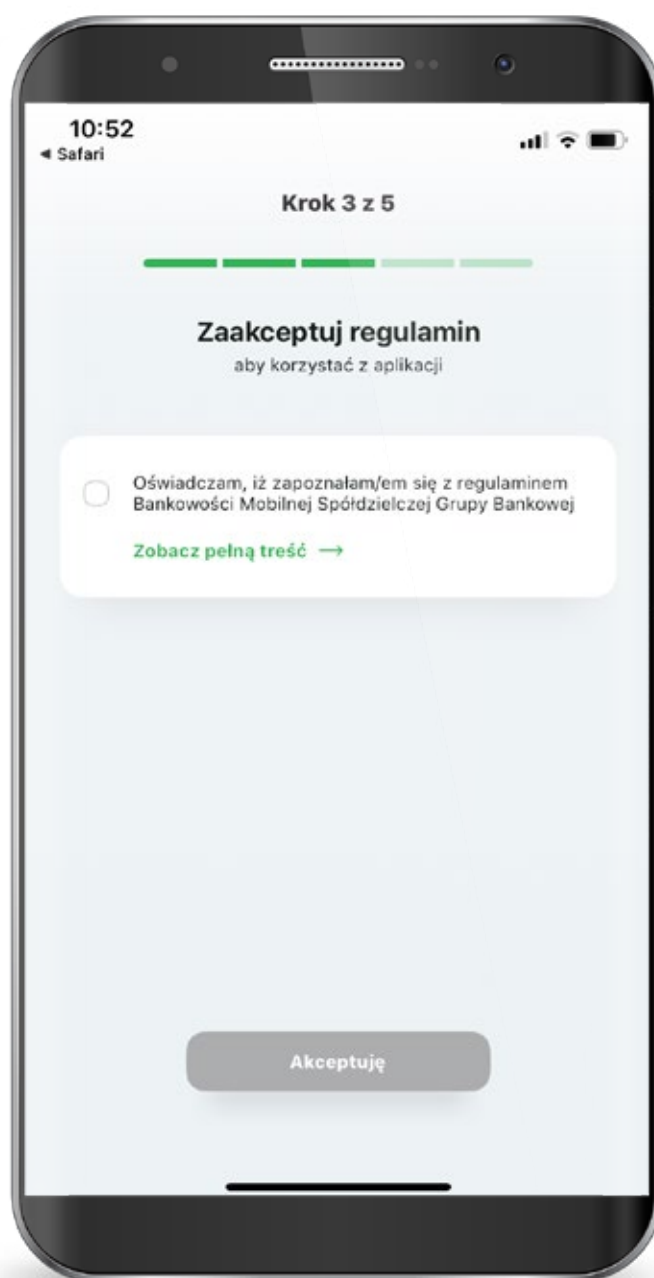 10:52
◀ Safari
Krok 3 z 5
Zaakceptuj regulamin
aby korzystać z aplikacji
Oświadczam, iż zapoznałam/em się z regulaminem
Bankowości Mobilnej Spółdzielczej Grupy Bankowej
Zobacz pełną treść →
Akceptuję